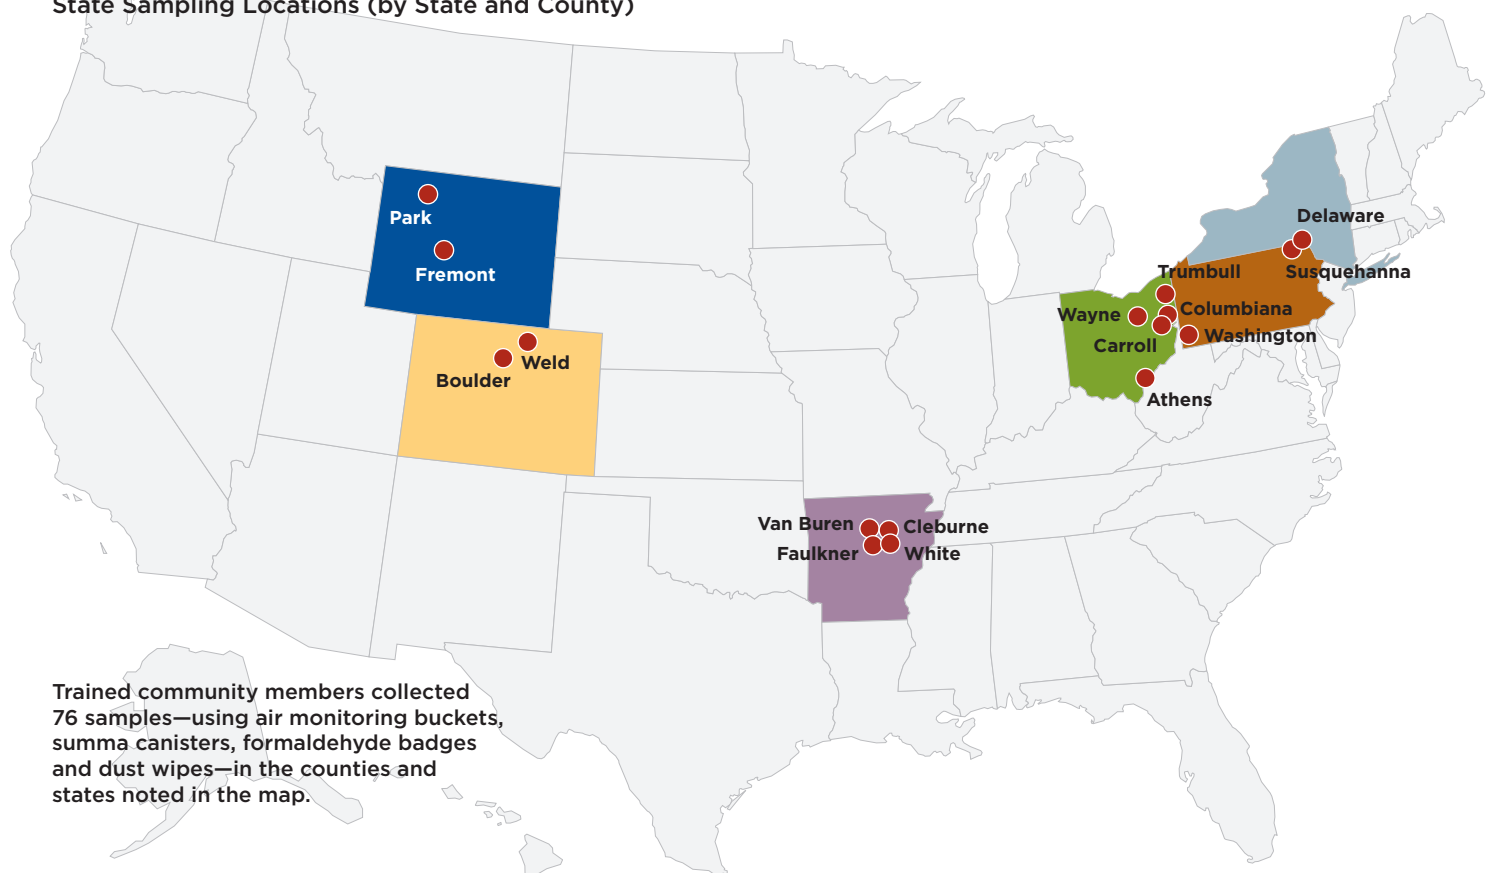 State Sampling Locations (by State and County)
Park
Fremont
Weld
Boulder
Delaware
Trumbull
Susquehanna
Wayne
Columbiana
Carroll
Washington
Athens
Van Buren
Cleburne
Faulkner
White
Trained community members collected
76 samples—using air monitoring buckets,
summa canisters, formaldehyde badges
and dust wipes—in the counties and
states noted in the map.